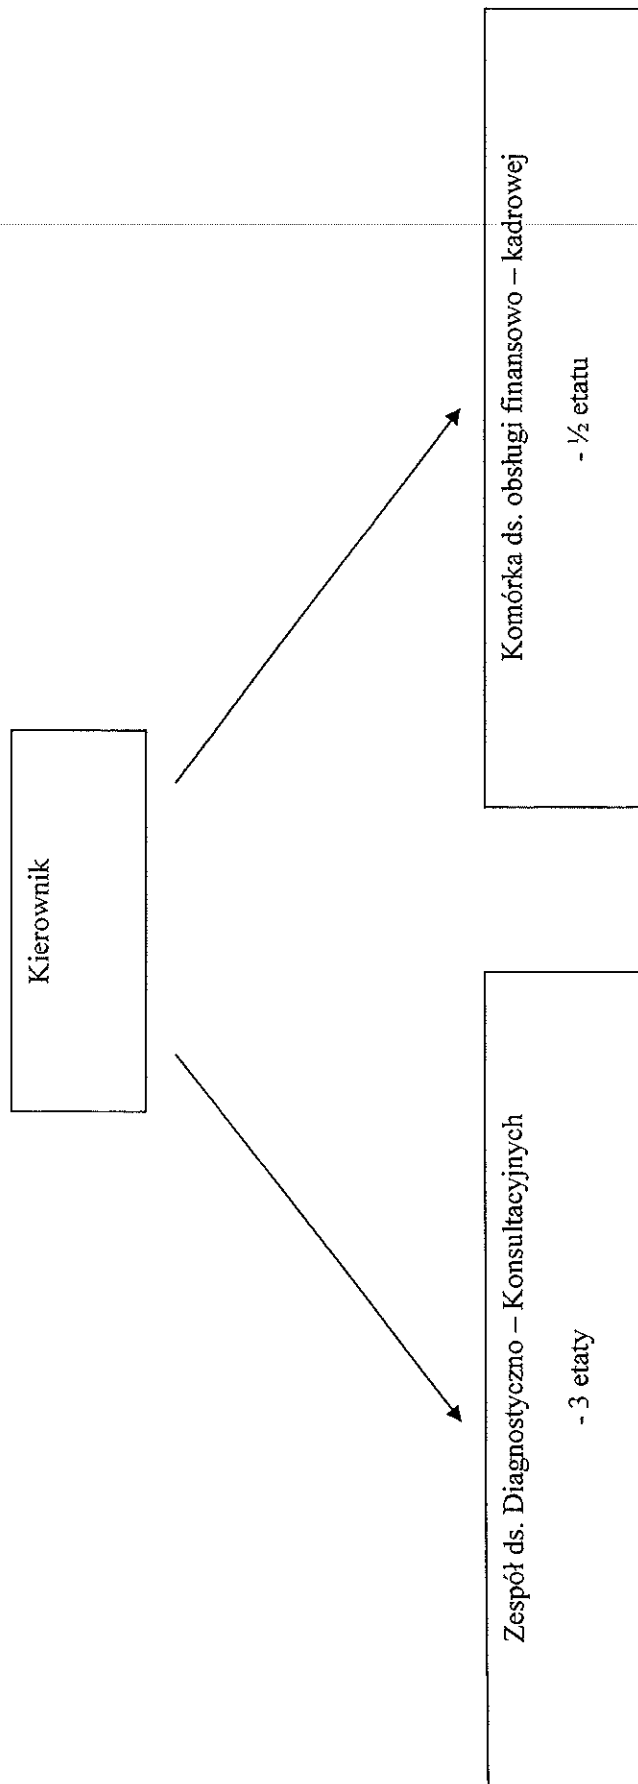 Kierownik
Zespół ds. Diagnostyczno – Konsultacyjnych
- 3 etaty
Komórka ds. obsługi finansowo – kadrowej
- ½ etatu